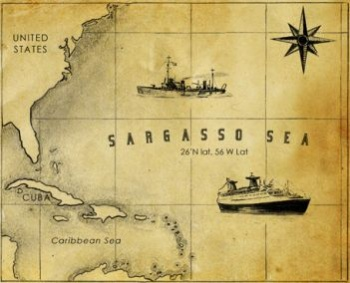 UNITED
STATES
SARGASSO SEA
26°N lat, 56 W Lat
CUBA
Caribbean Sea